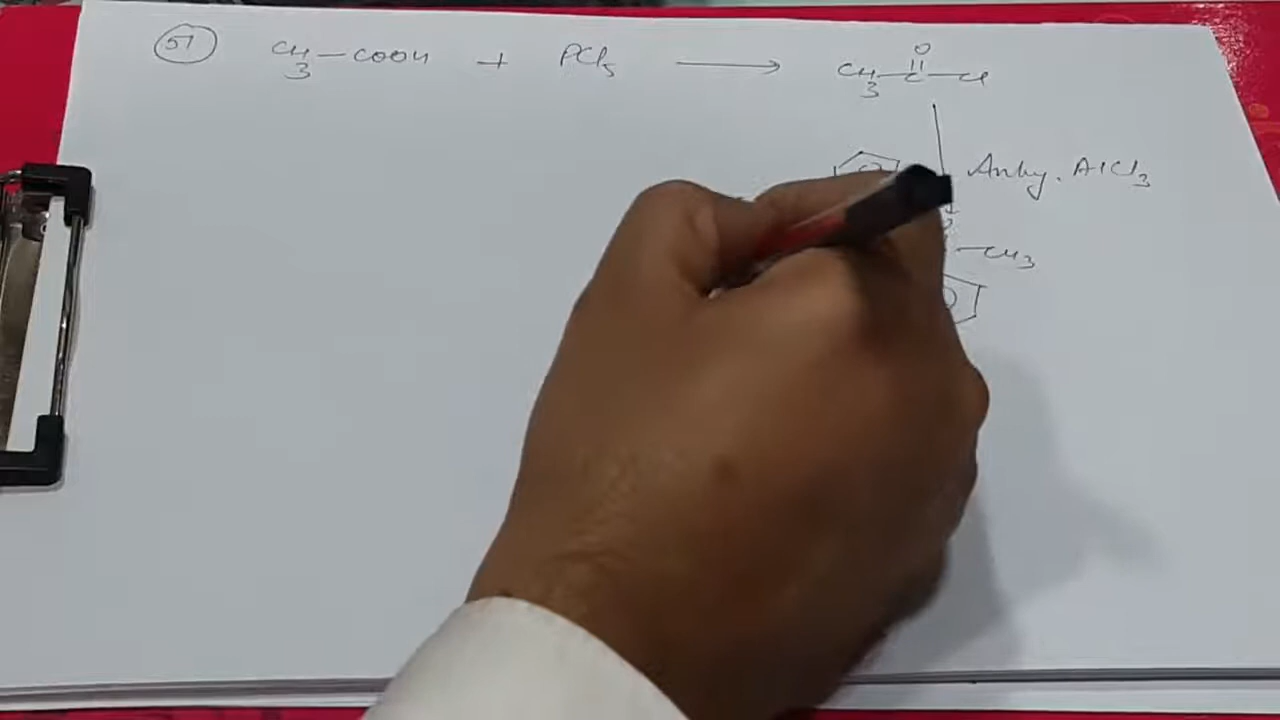 57 CH3-COOH + PCl5 → CH3-C(=O)-Cl
Anhy. AlCl3
-CH3